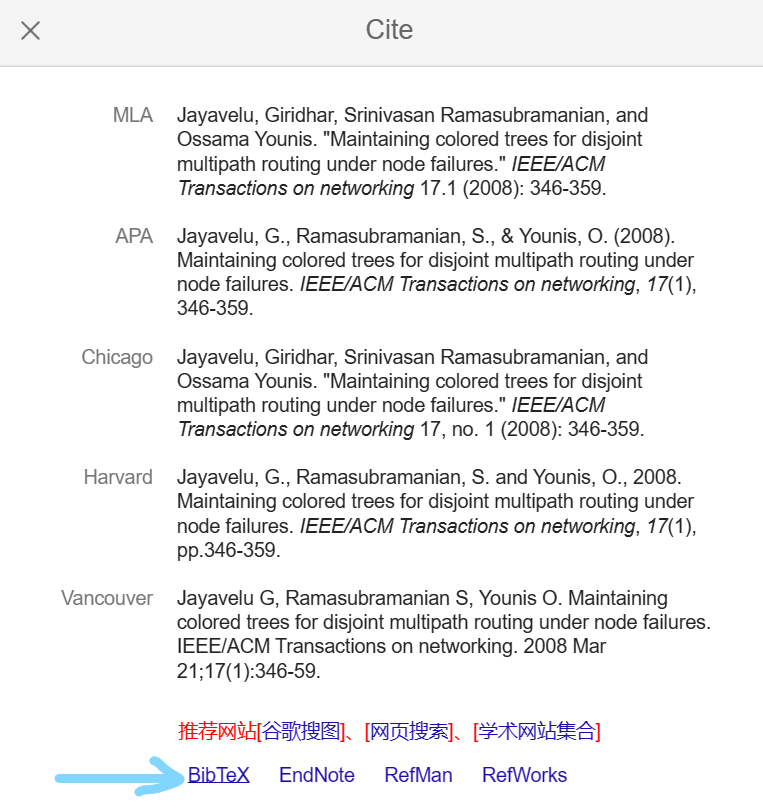 Cite
MLA
Jayavelu, Giridhar, Srinivasan Ramasubramanian, and
Ossama Younis. "Maintaining colored trees for disjoint
multipath routing under node failures." IEEE/ACM
Transactions on networking 17.1 (2008): 346-359.
APA
Jayavelu, G., Ramasubramanian, S., & Younis, O. (2008).
Maintaining colored trees for disjoint multipath routing under
node failures. IEEE/ACM Transactions on networking, 17(1),
346-359.
Chicago
Jayavelu, Giridhar, Srinivasan Ramasubramanian, and
Ossama Younis. "Maintaining colored trees for disjoint
multipath routing under node failures." IEEE/ACM
Transactions on networking 17, no. 1 (2008): 346-359.
Harvard
Jayavelu, G., Ramasubramanian, S. and Younis, O., 2008.
Maintaining colored trees for disjoint multipath routing under
node failures. IEEE/ACM Transactions on networking, 17(1),
pp.346-359.
Vancouver
Jayavelu G, Ramasubramanian S, Younis O. Maintaining
colored trees for disjoint multipath routing under node failures.
IEEE/ACM Transactions on networking. 2008 Mar
21;17(1):346-59.
推荐网站[谷歌搜图]、[网页搜索]、[学术网站集合]
BibTeX EndNote RefMan RefWorks